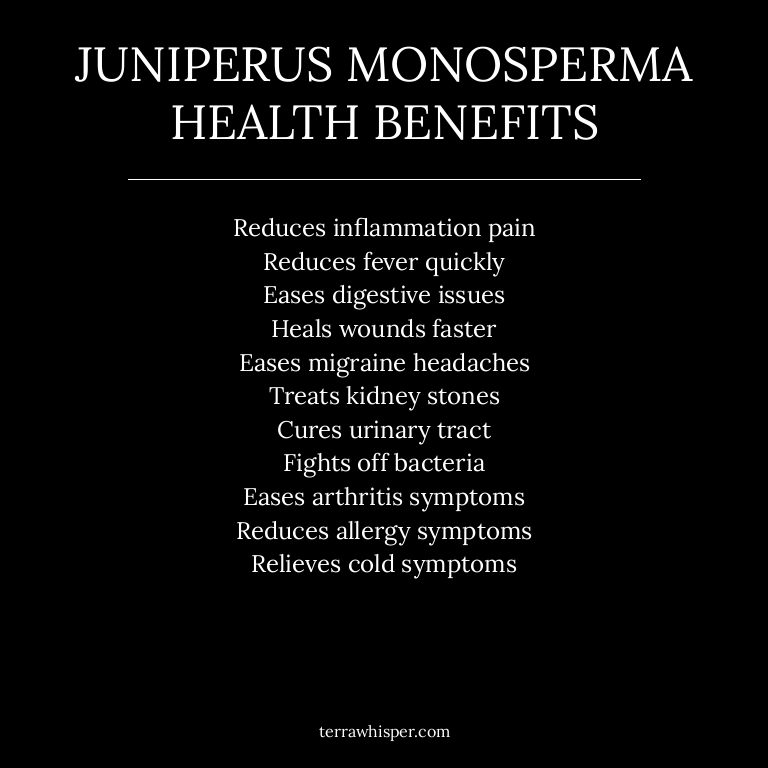 JUNIPERUS MONOSPERMA
HEALTH BENEFITS
Reduces inflammation pain
Reduces fever quickly
Eases digestive issues
Heals wounds faster
Eases migraine headaches
Treats kidney stones
Cures urinary tract
Fights off bacteria
Eases arthritis symptoms
Reduces allergy symptoms
Relieves cold symptoms
terrawhisper.com